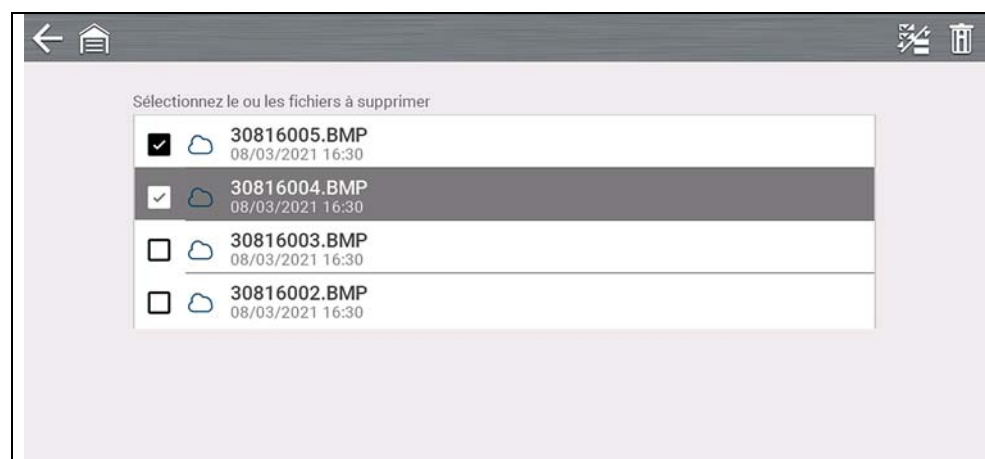 Sélectionnez le ou les fichiers à supprimer
30816005.BMP
08/03/2021 16:30
30816004.BMP
08/03/2021 16:30
30816003.BMP
08/03/2021 16:30
30816002.BMP
08/03/2021 16:30